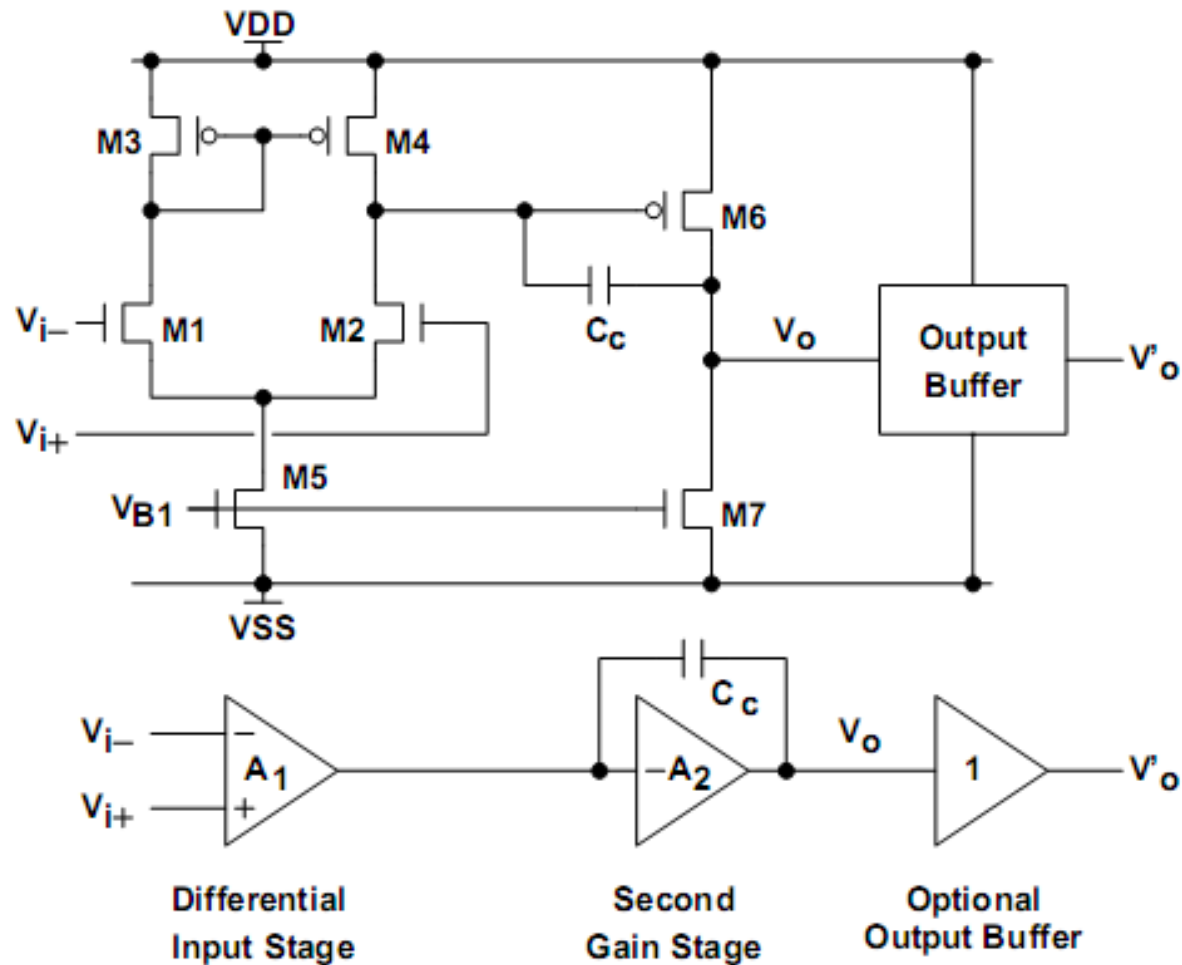 VDD
M3
M4
M6
Vi–
M1
M2
Cc
Vo
Output
Buffer
V'o
Vi+
M5
VB1
M7
VSS
Cc
Vi–
–
A1
Vi+
+
–A2
Vo
1
V'o
Differential
Input Stage
Second
Gain Stage
Optional
Output Buffer